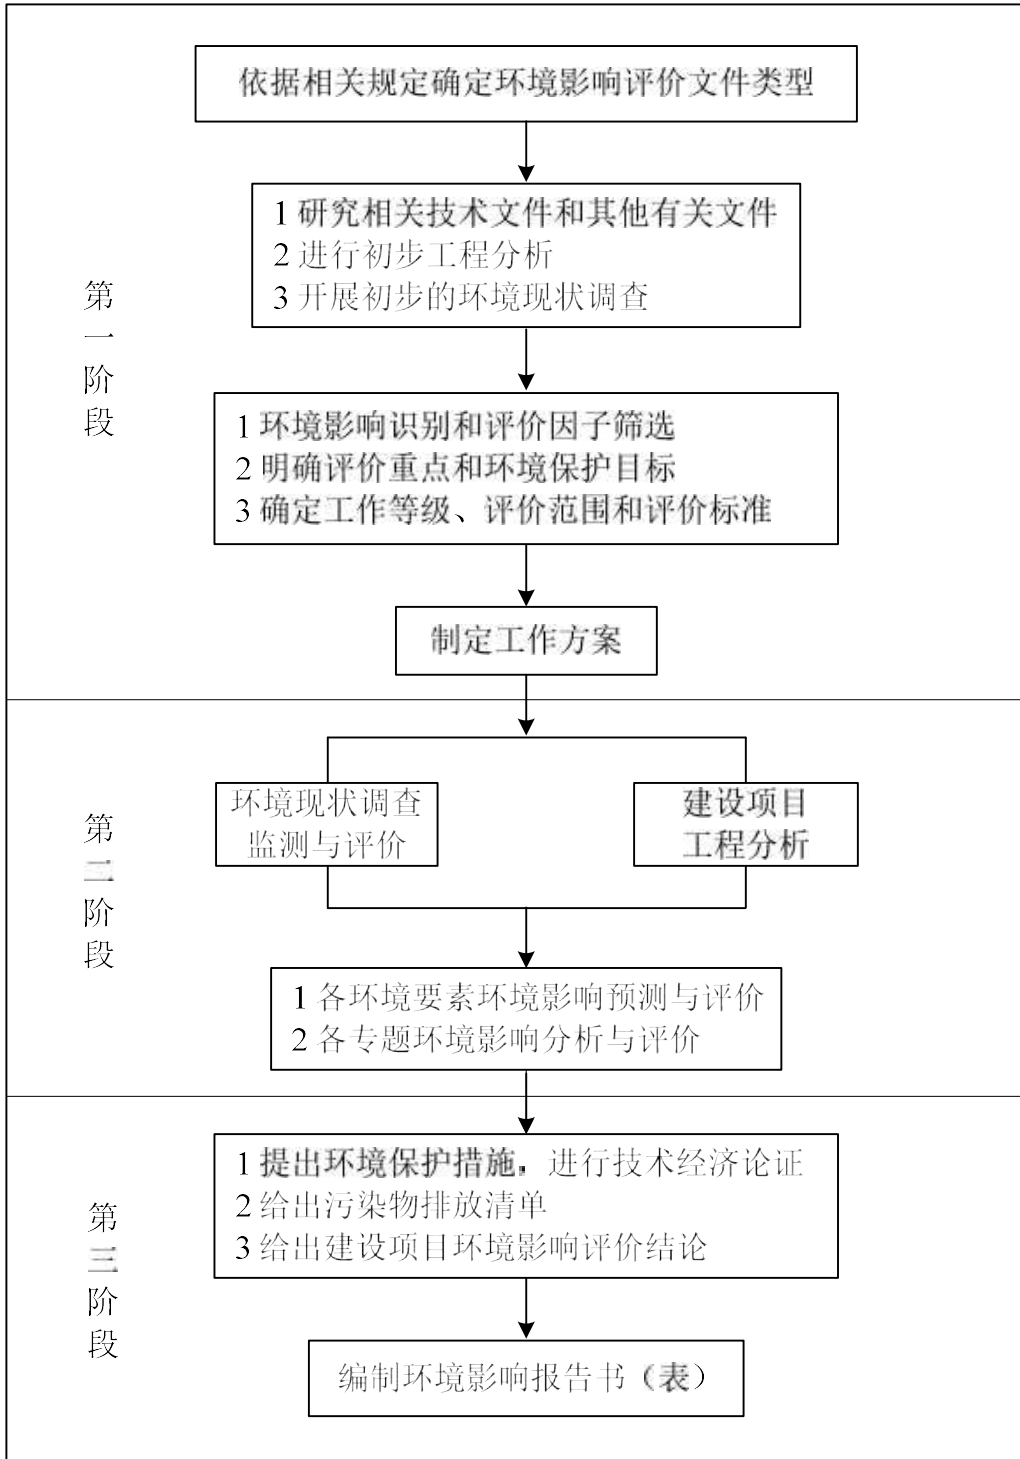 依据相关规定确定环境影响评价文件类型
1 研究相关技术文件和其他有关文件
2 进行初步工程分析
3 开展初步的环境现状调查
第
一
阶
段
1 环境影响识别和评价因子筛选
2 明确评价重点和环境保护目标
3 确定工作等级、评价范围和评价标准
制定工作方案
第
二
阶
段
环境现状调查
监测与评价
建设项目
工程分析
1 各环境要素环境影响预测与评价
2 各专题环境影响分析与评价
第
三
阶
段
1 提出环境保护措施，进行技术经济论证
2 给出污染物排放清单
3 给出建设项目环境影响评价结论
编制环境影响报告书（表）